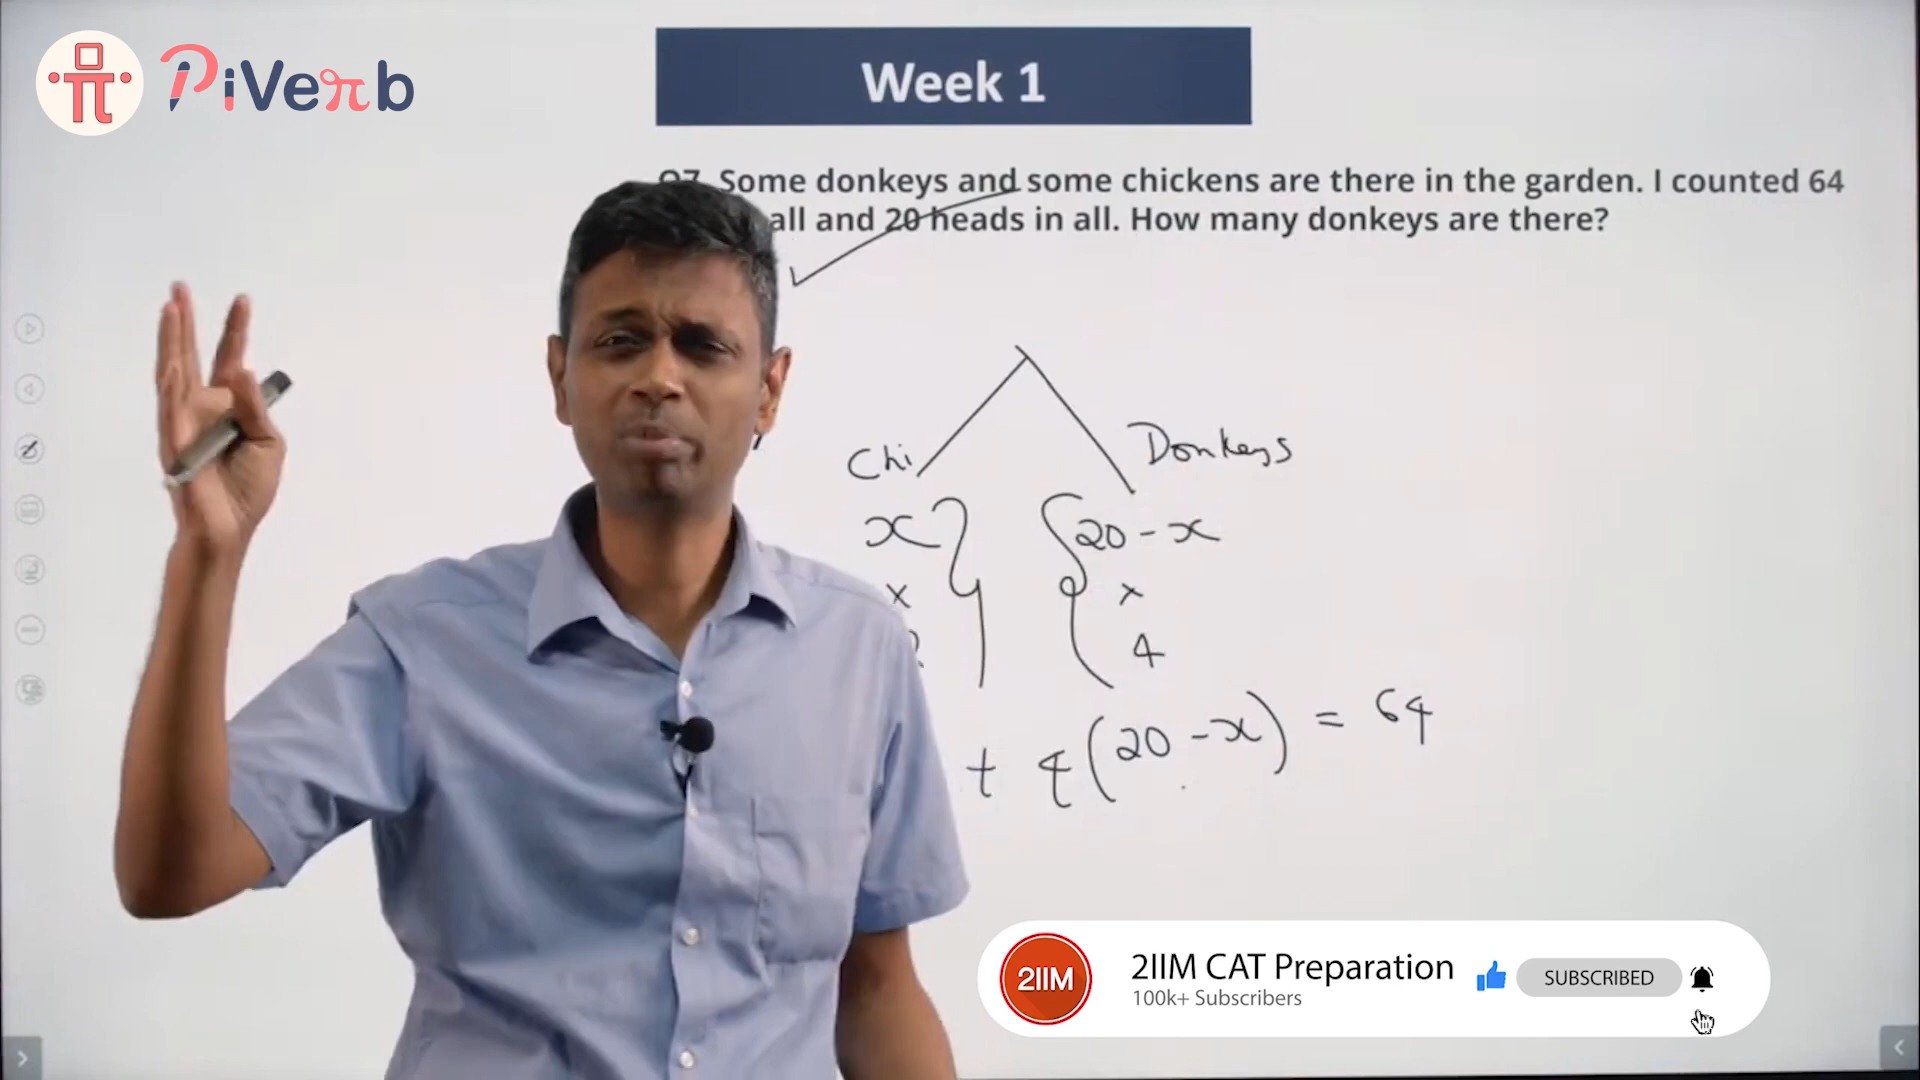 PiVerb
Week 1
Some donkeys and some chickens are there in the garden. I counted 64
all and 20 heads in all. How many donkeys are there?
Chi Donkeys
x 20 - x
x x
4
+ 4(20 - x) = 64
2IIM
2IIM CAT Preparation
100k+ Subscribers
SUBSCRIBED